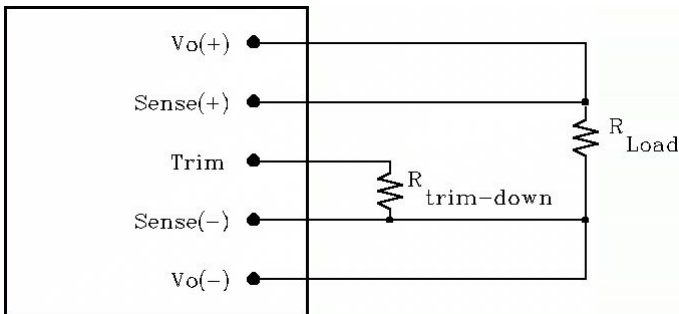 Vo(+)
Sense(+)
R
Load
Trim
R
trim-down
Sense(-)
Vo(-)